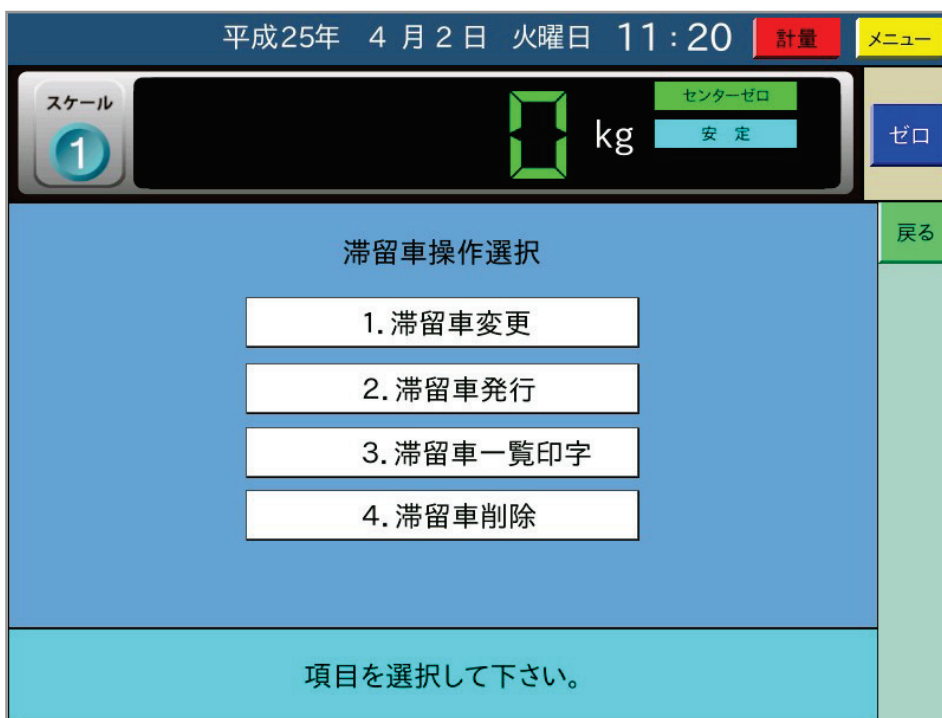 平成25年 4月2日 火曜日 11:20 計量 メニュー
スケール
1
0 kg
センターゼロ
安 定
ゼロ
戻る
滞留車操作選択
1.滞留車変更
2.滞留車発行
3.滞留車一覧印字
4.滞留車削除
項目を選択して下さい。